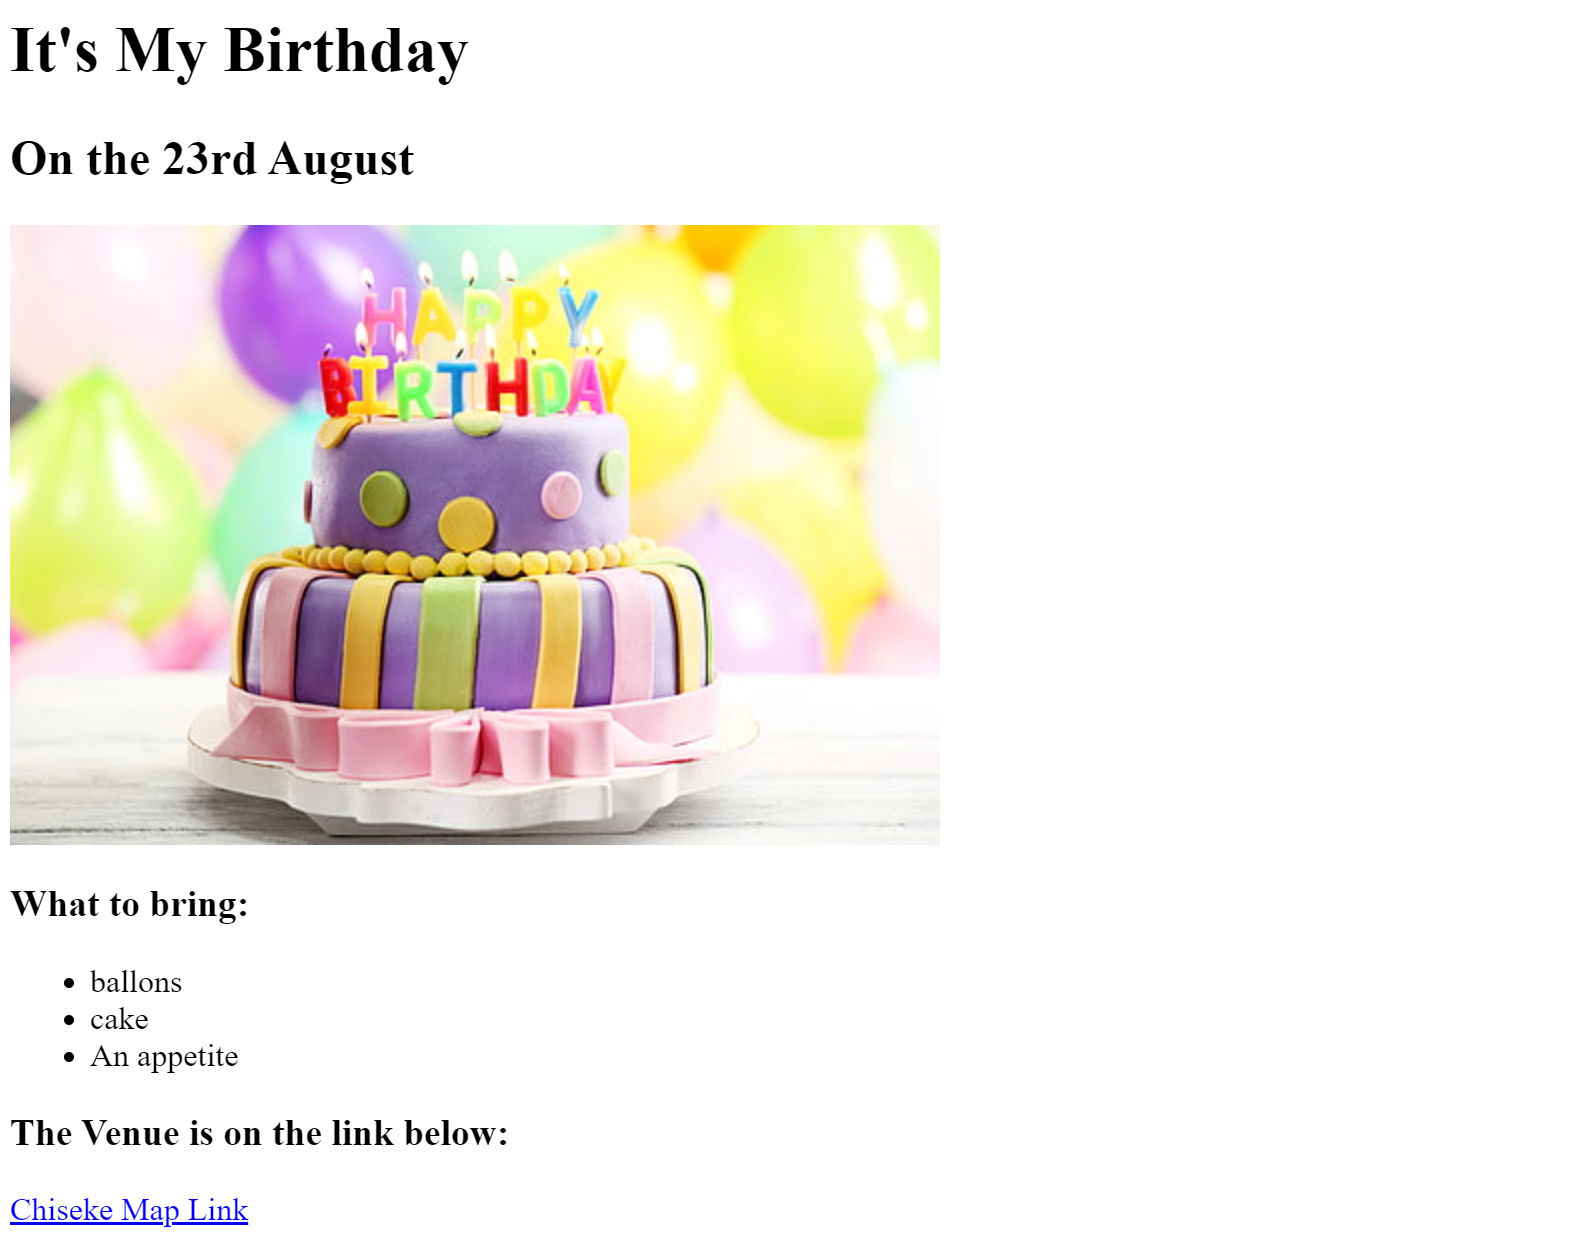 It's My Birthday
On the 23rd August
HAPPY
BIRTHDAY
What to bring:
ballons
cake
An appetite
The Venue is on the link below:
Chiseke Map Link